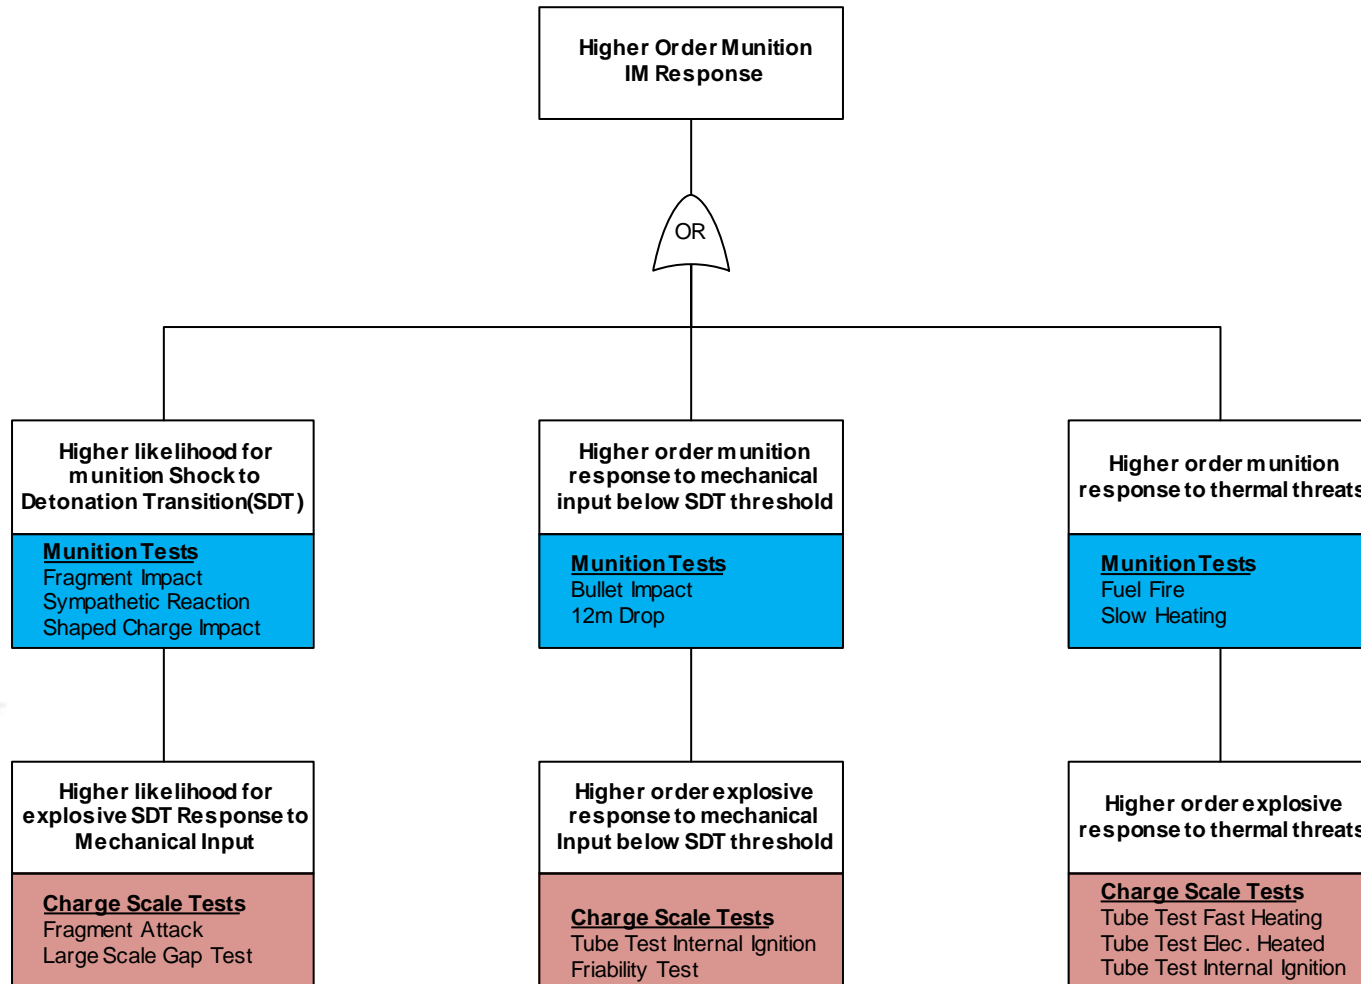 Higher Order Munition
IM Response
OR
Higher likelihood for
munition Shock to
Detonation Transition(SDT)
Munition Tests
Fragment Impact
Sympathetic Reaction
Shaped Charge Impact
Higher order munition
response to mechanical
input below SDT threshold
Munition Tests
Bullet Impact
12m Drop
Higher order munition
response to thermal threats
Munition Tests
Fuel Fire
Slow Heating
Higher likelihood for
explosive SDT Response to
Mechanical Input
Charge Scale Tests
Fragment Attack
Large Scale Gap Test
Higher order explosive
response to mechanical
Input below SDT threshold
Charge Scale Tests
Tube Test Internal Ignition
Friability Test
Higher order explosive
response to thermal threats
Charge Scale Tests
Tube Test Fast Heating
Tube Test Elec. Heated
Tube Test Internal Ignition